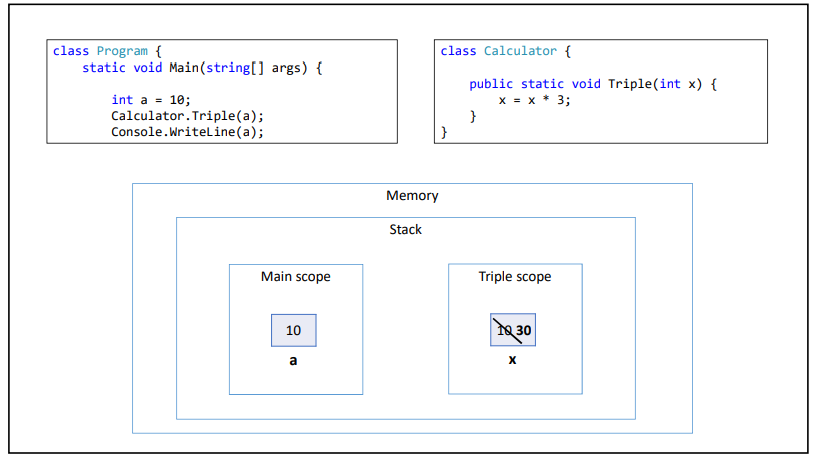 class Program {
static void Main(string[] args) {
int a = 10;
Calculator.Triple(a);
Console.WriteLine(a);
class Calculator {
public static void Triple(int x) {
x = x * 3;
}
}
Memory
Stack
Main scope
10
a
Triple scope
10 30
x